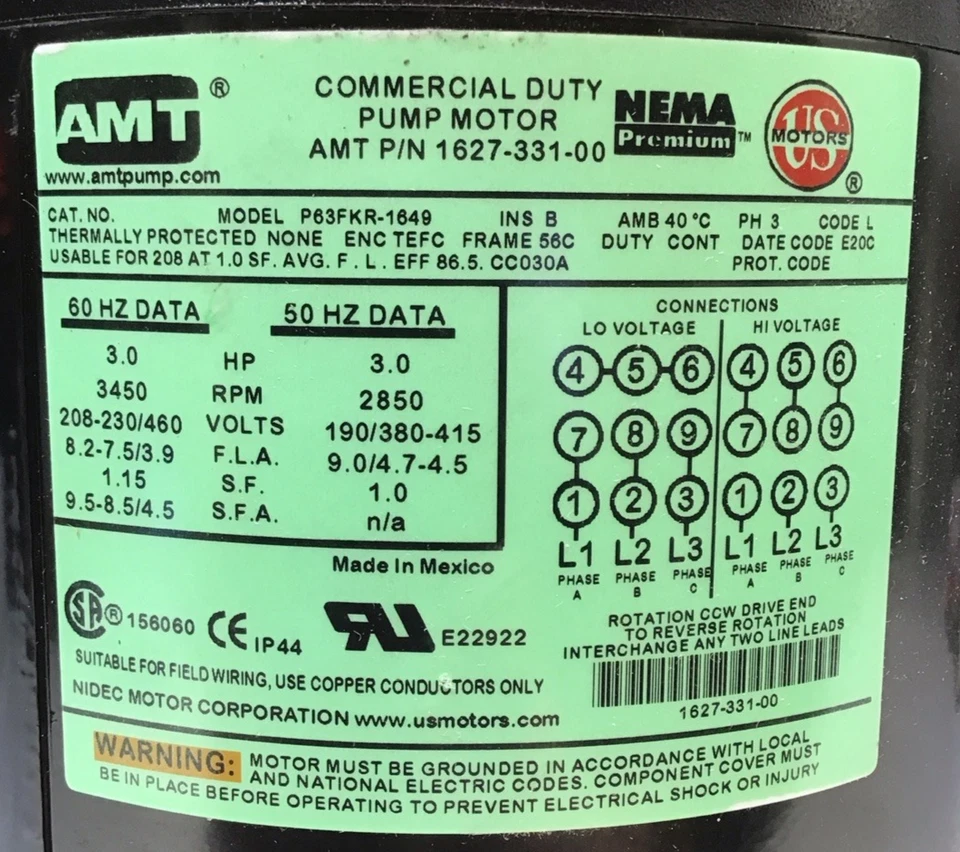 AMT®
www.amtpump.com
COMMERCIAL DUTY
PUMP MOTOR
AMT P/N 1627-331-00
NEMA
Premium™
US
MOTORS
®
CAT. NO. MODEL P63FKR-1649 INS B AMB 40 °C PH 3 CODE L
THERMALLY PROTECTED NONE ENC TEFC FRAME 56C DUTY CONT DATE CODE E20C
USABLE FOR 208 AT 1.0 SF. AVG. F. L. EFF 86.5. CC030A PROT. CODE
60 HZ DATA 50 HZ DATA
3.0 HP 3.0
3450 RPM 2850
208-230/460 VOLTS 190/380-415
8.2-7.5/3.9 F.L.A. 9.0/4.7-4.5
1.15 S.F. 1.0
9.5-8.5/4.5 S.F.A. n/a
CONNECTIONS
LO VOLTAGE HI VOLTAGE
4 5 6 4 5 6
7 8 9 7 8 9
1 2 3 1 2 3
L1 L2 L3 L1 L2 L3
PHASE PHASE PHASE PHASE PHASE PHASE
A B C A B C
Made In Mexico
ROTATION CCW DRIVE END
TO REVERSE ROTATION
INTERCHANGE ANY TWO LINE LEADS
SA® 156060 CE IP44 RU E22922
SUITABLE FOR FIELD WIRING, USE COPPER CONDUCTORS ONLY
NIDEC MOTOR CORPORATION www.usmotors.com
1627-331-00
WARNING: MOTOR MUST BE GROUNDED IN ACCORDANCE WITH LOCAL
AND NATIONAL ELECTRIC CODES. COMPONENT COVER MUST
BE IN PLACE BEFORE OPERATING TO PREVENT ELECTRICAL SHOCK OR INJURY